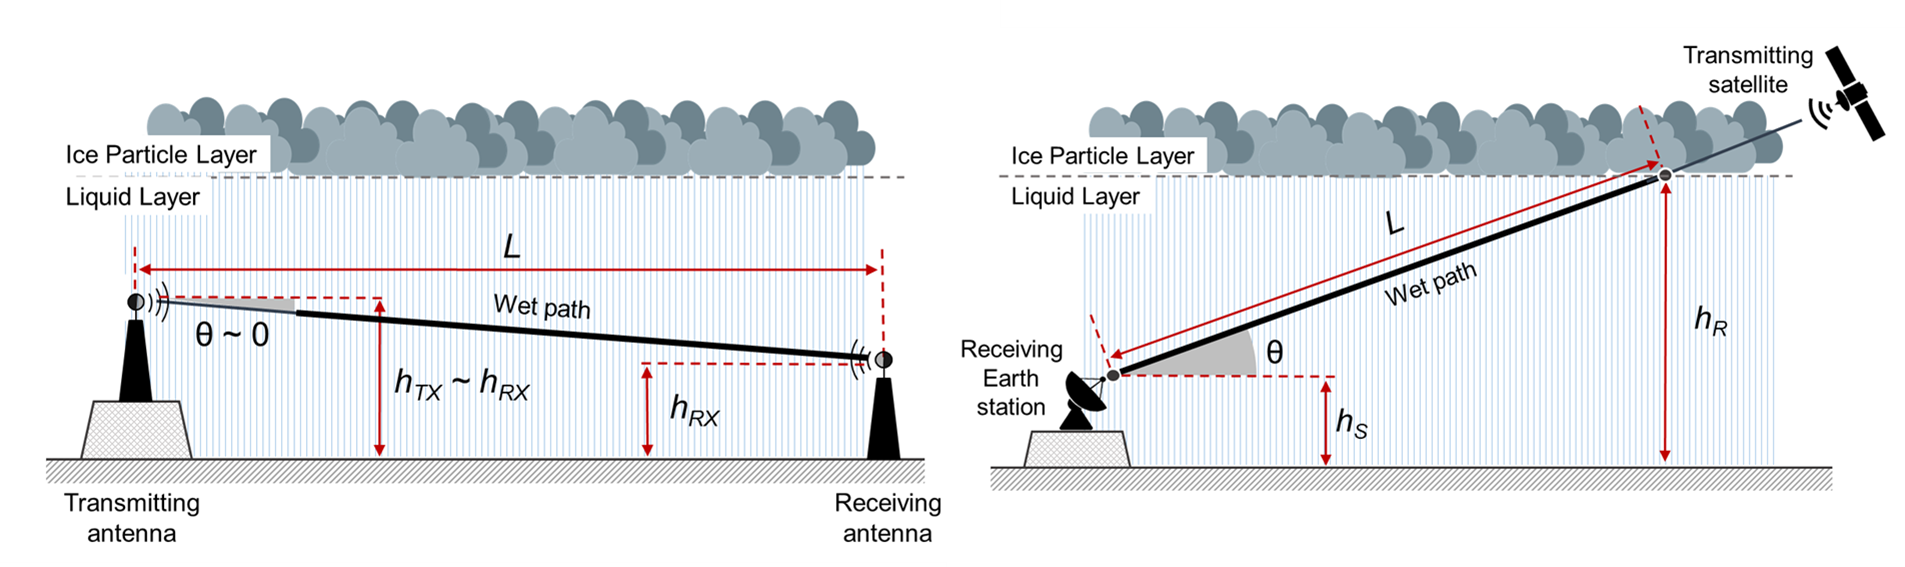 Ice Particle Layer
Liquid Layer
L
Wet path
θ ~ 0
hTX ~ hRX
hRX
Transmitting
antenna
Receiving
antenna
Transmitting
satellite
Ice Particle Layer
Liquid Layer
L
Wet path
hR
Receiving
Earth
station
θ
hS